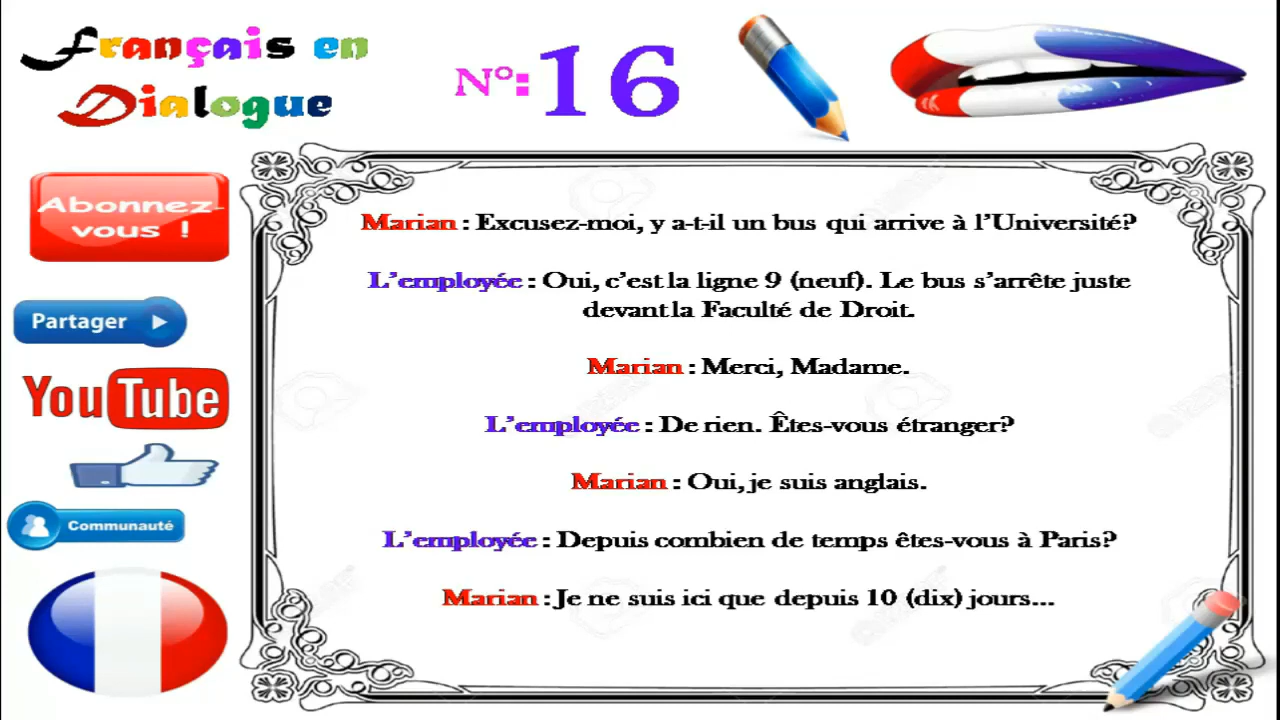 Français en
Dialogue
N°:16
Abonnez-
vous !
Partager
YouTube
Communauté
Marian : Excusez-moi, y a-t-il un bus qui arrive à l’Université?
L’employée : Oui, c’est la ligne 9 (neuf). Le bus s’arrête juste
devant la Faculté de Droit.
Marian : Merci, Madame.
L’employée : De rien. Êtes-vous étranger?
Marian : Oui, je suis anglais.
L’employée : Depuis combien de temps êtes-vous à Paris?
Marian : Je ne suis ici que depuis 10 (dix) jours...